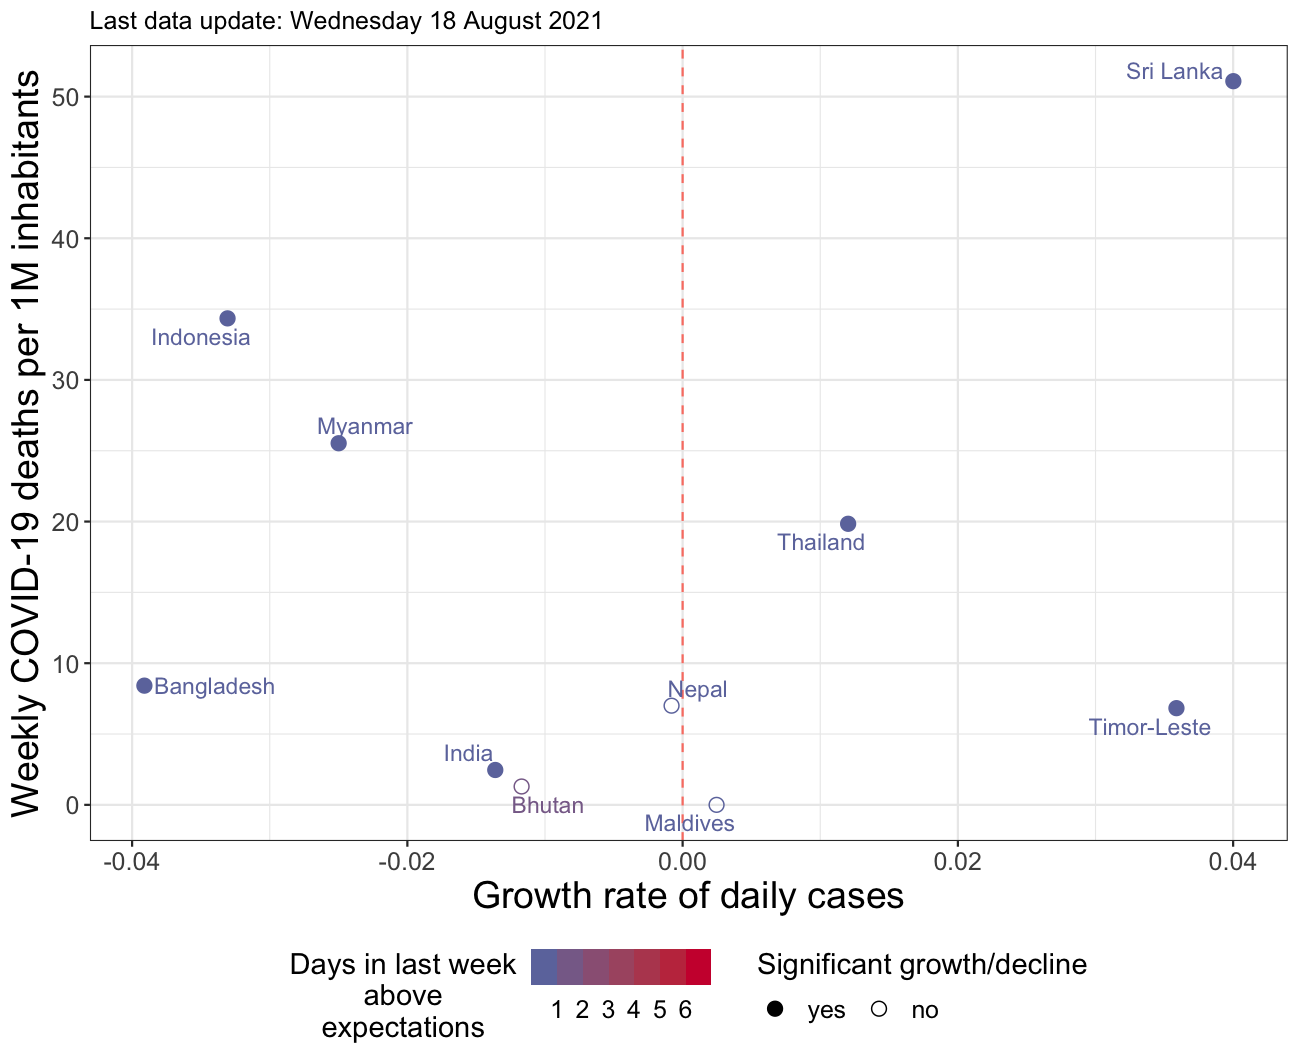 Last data update: Wednesday 18 August 2021
Weekly COVID-19 deaths per 1M inhabitants
50
40
30
20
10
0
Sri Lanka
Indonesia
Myanmar
Thailand
Bangladesh
Nepal
Timor-Leste
India
Bhutan
Maldives
-0.04 -0.02 0.00 0.02 0.04
Growth rate of daily cases
Days in last week
above
expectations
1 2 3 4 5 6
Significant growth/decline
yes no